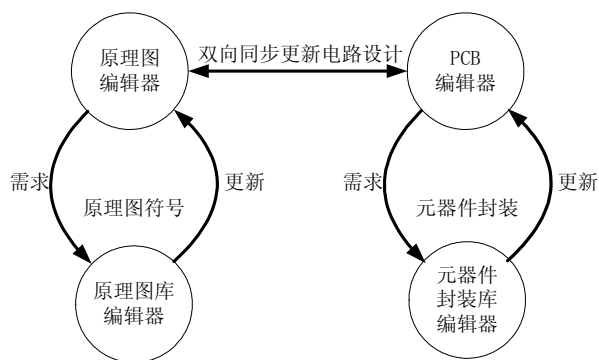 原理图
编辑器
双向同步更新电路设计
PCB
编辑器
需求
原理图符号
更新
需求
元器件封装
更新
原理图库
编辑器
元器件
封装库
编辑器